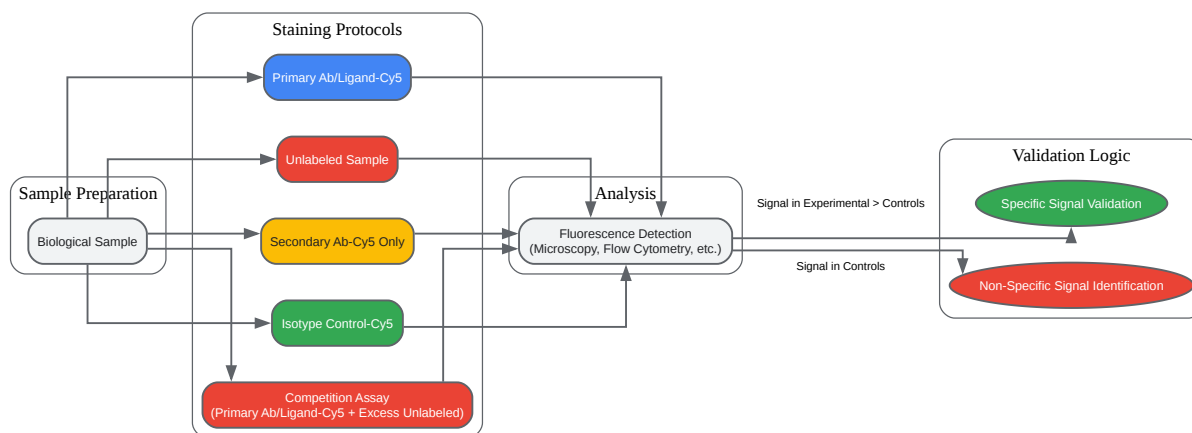 Staining Protocols
Primary Ab/Ligand-Cy5
Unlabeled Sample
Sample Preparation
Biological Sample
Secondary Ab-Cy5 Only
Isotype Control-Cy5
Competition Assay
(Primary Ab/Ligand-Cy5 + Excess Unlabeled)
Analysis
Fluorescence Detection
(Microscopy, Flow Cytometry, etc.)
Signal in Experimental > Controls
Signal in Controls
Validation Logic
Specific Signal Validation
Non-Specific Signal Identification